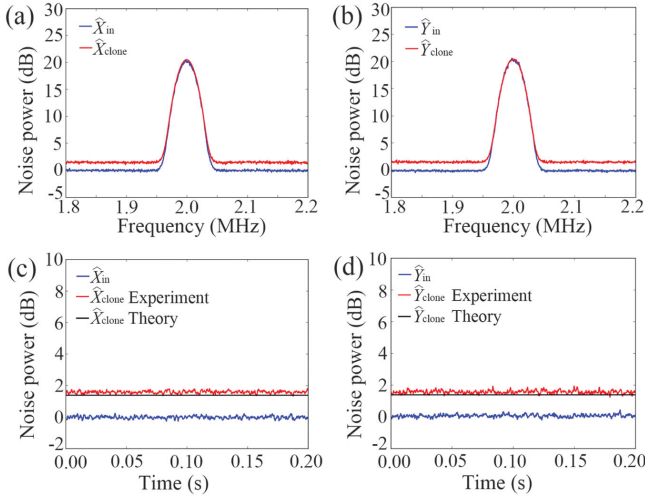 (a)
X̂in
X̂clone
30
25
20
15
10
5
0
-5
Noise power (dB)
1.8 1.9 2.0 2.1 2.2
Frequency (MHz)
(b)
Ŷin
Ŷclone
30
25
20
15
10
5
0
-5
Noise power (dB)
1.8 1.9 2.0 2.1 2.2
Frequency (MHz)
(c)
X̂in
X̂clone Experiment
X̂clone Theory
10
8
6
4
2
0
-2
Noise power (dB)
0.00 0.05 0.10 0.15 0.20
Time (s)
(d)
Ŷin
Ŷclone Experiment
Ŷclone Theory
10
8
6
4
2
0
-2
Noise power (dB)
0.00 0.05 0.10 0.15 0.20
Time (s)